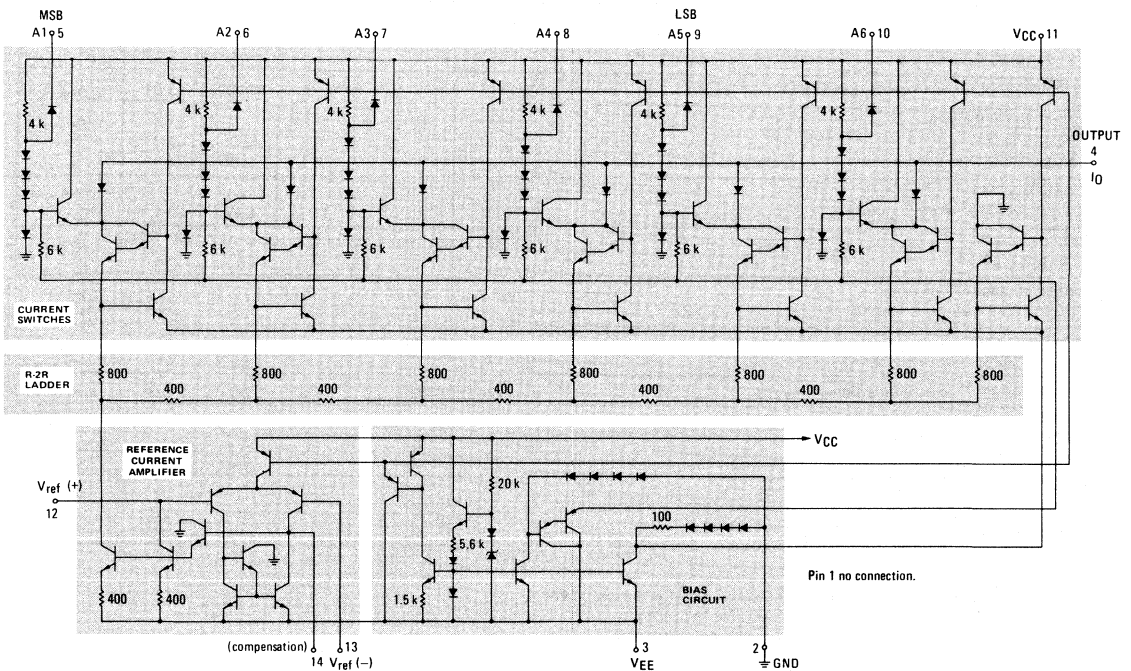 MSB LSB
A1 5 A2 6 A3 7 A4 8 A5 9 A6 10 VCC 11
4 k 4 k 4 k 4 k 4 k 4 k
OUTPUT
4
IO
6 k 6 k 6 k 6 k 6 k 6 k
CURRENT
SWITCHES
R-2R
LADDER
800 800 800 800 800 800 800
400 400 400 400 400 400
REFERENCE
CURRENT
AMPLIFIER
VCC
Vref (+)
12
20 k
100
5.6 k
400 400
1.5 k
BIAS
CIRCUIT
Pin 1 no connection.
(compensation) 14 13 Vref (−)
3
VEE
2 GND